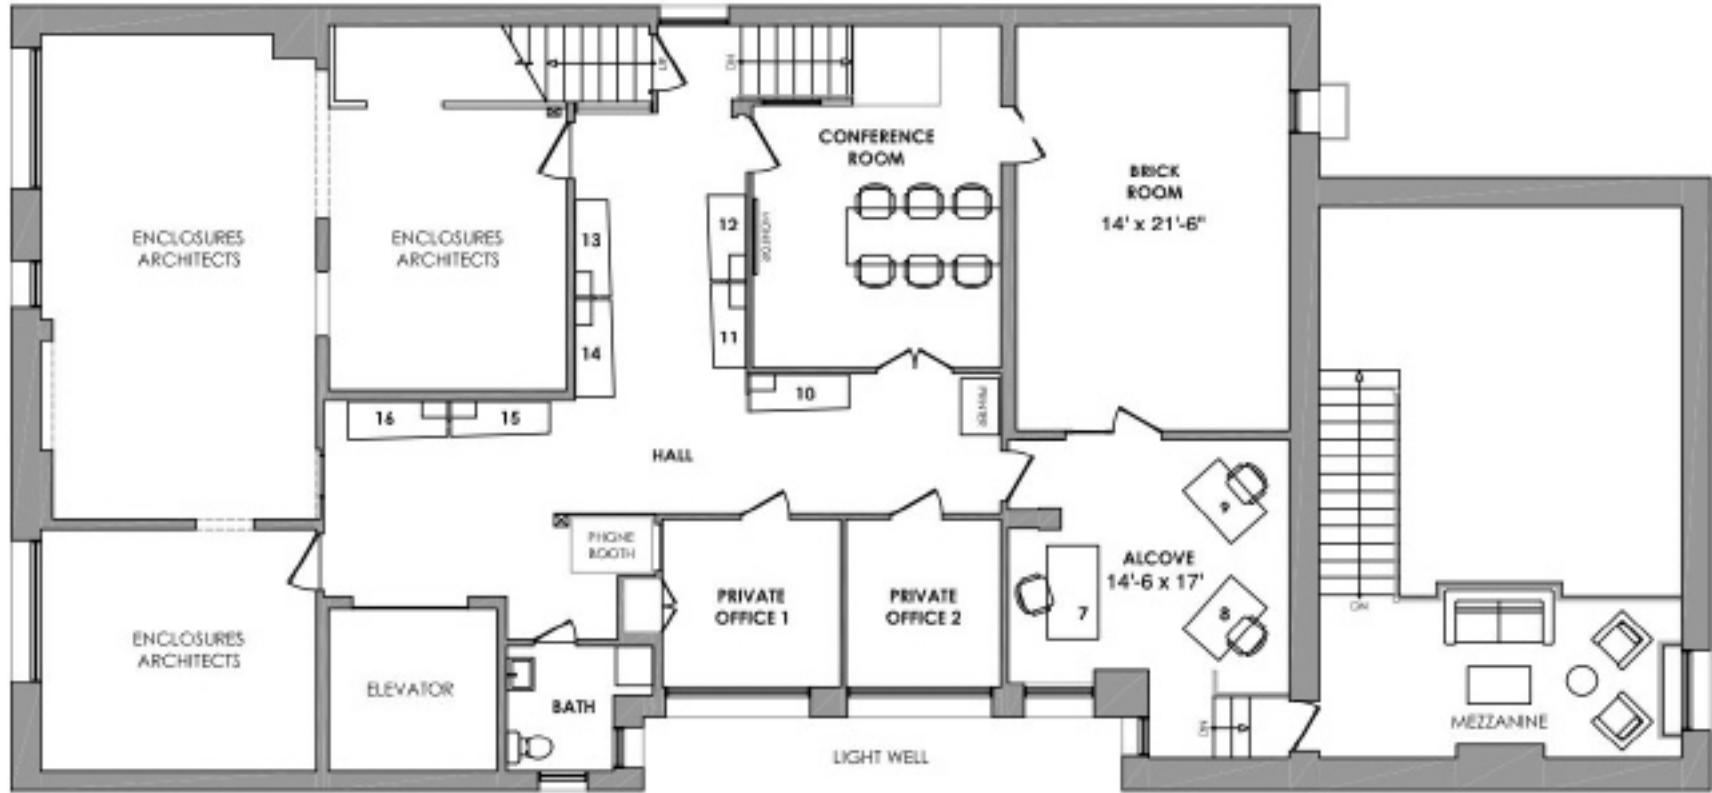 UP
DN
CONFERENCE
ROOM
BRICK
ROOM
14' x 21'-6"
ENCLOSURES
ARCHITECTS
ENCLOSURES
ARCHITECTS
13
12
MONITOR
14
11
10
PRINTER
16
15
HALL
9
PHONE
BOOTH
ALCOVE
14'-6 x 17'
PRIVATE
OFFICE 1
PRIVATE
OFFICE 2
7
8
DN
ENCLOSURES
ARCHITECTS
ELEVATOR
BATH
MEZZANINE
LIGHT WELL